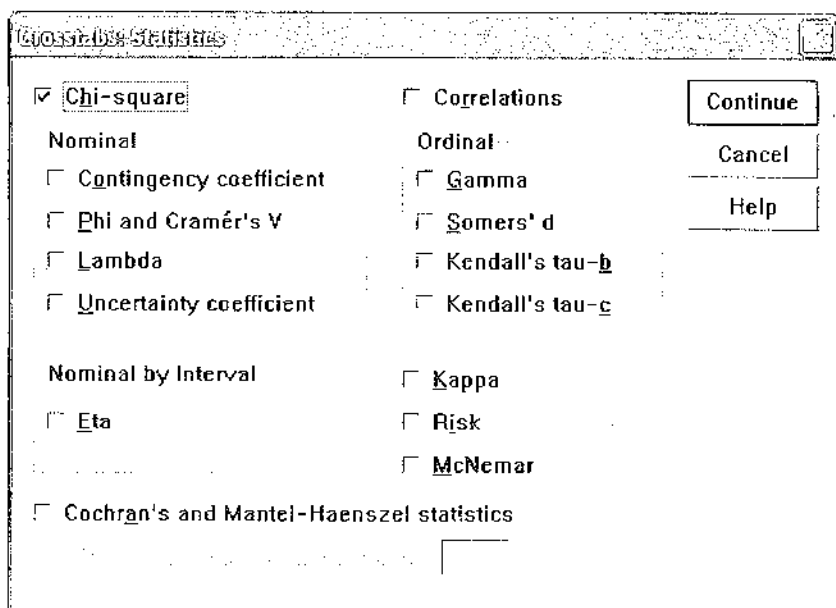 Crosstabs: Statistics
Chi-square
Correlations
Continue
Nominal
Ordinal
Cancel
Contingency coefficient
Gamma
Help
Phi and Cramér's V
Somers' d
Lambda
Kendall's tau-b
Uncertainty coefficient
Kendall's tau-c
Nominal by Interval
Kappa
Eta
Risk
McNemar
Cochran's and Mantel-Haenszel statistics